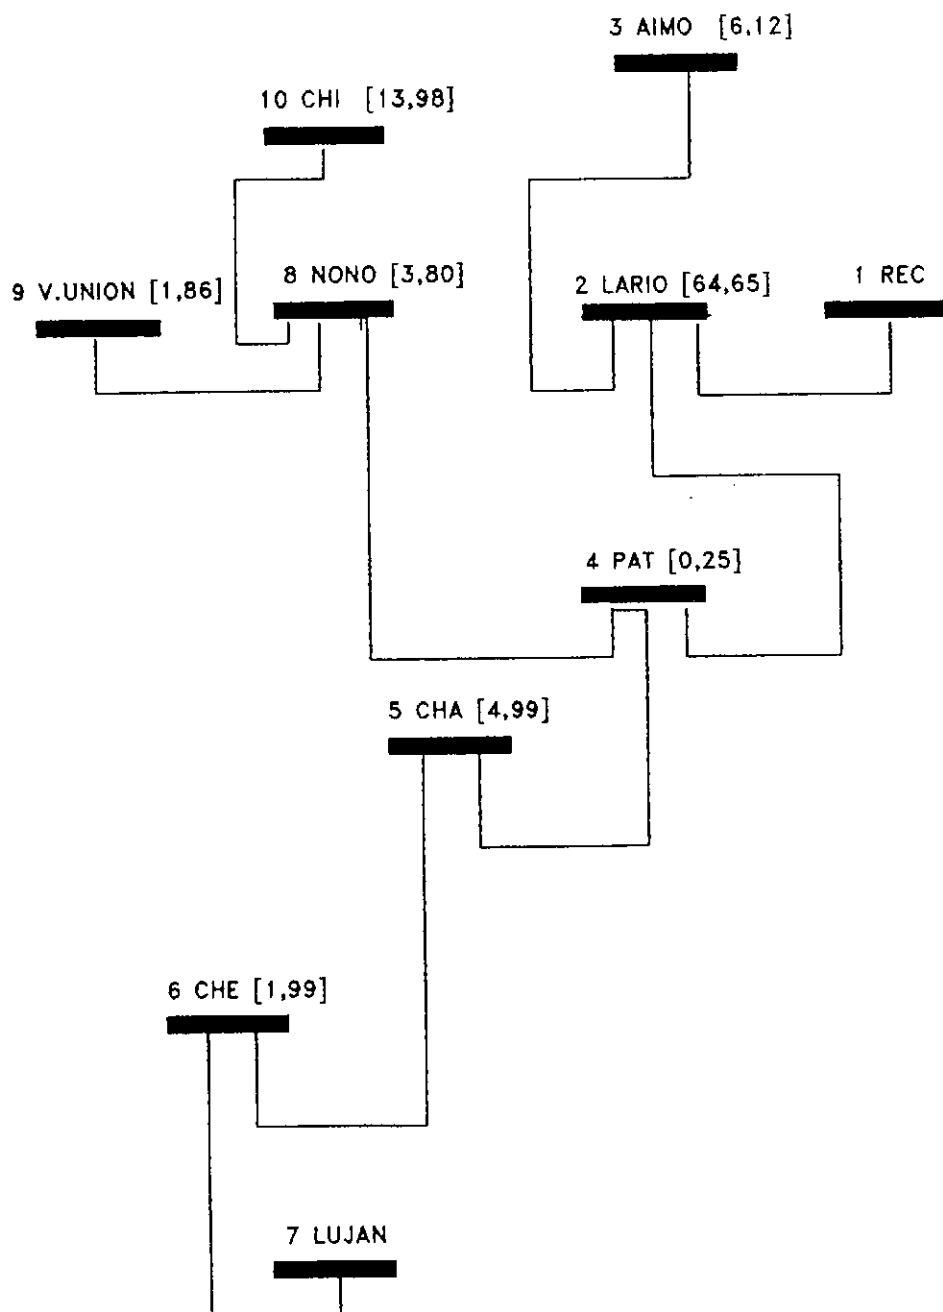 3 AIMO [6,12]
10 CHI [13,98]
9 V.UNION [1,86]
8 NONO [3,80]
2 LARIO [64,65]
1 REC
4 PAT [0,25]
5 CHA [4,99]
6 CHE [1,99]
7 LUJAN